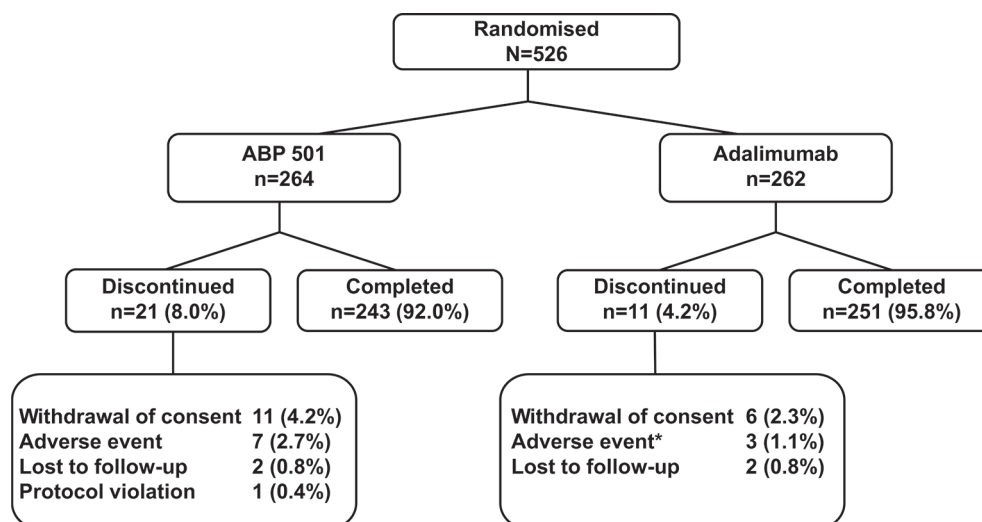 Randomised
N=526
ABP 501
n=264
Adalimumab
n=262
Discontinued
n=21 (8.0%)
Completed
n=243 (92.0%)
Discontinued
n=11 (4.2%)
Completed
n=251 (95.8%)
Withdrawal of consent 11 (4.2%)
Adverse event 7 (2.7%)
Lost to follow-up 2 (0.8%)
Protocol violation 1 (0.4%)
Withdrawal of consent 6 (2.3%)
Adverse event* 3 (1.1%)
Lost to follow-up 2 (0.8%)